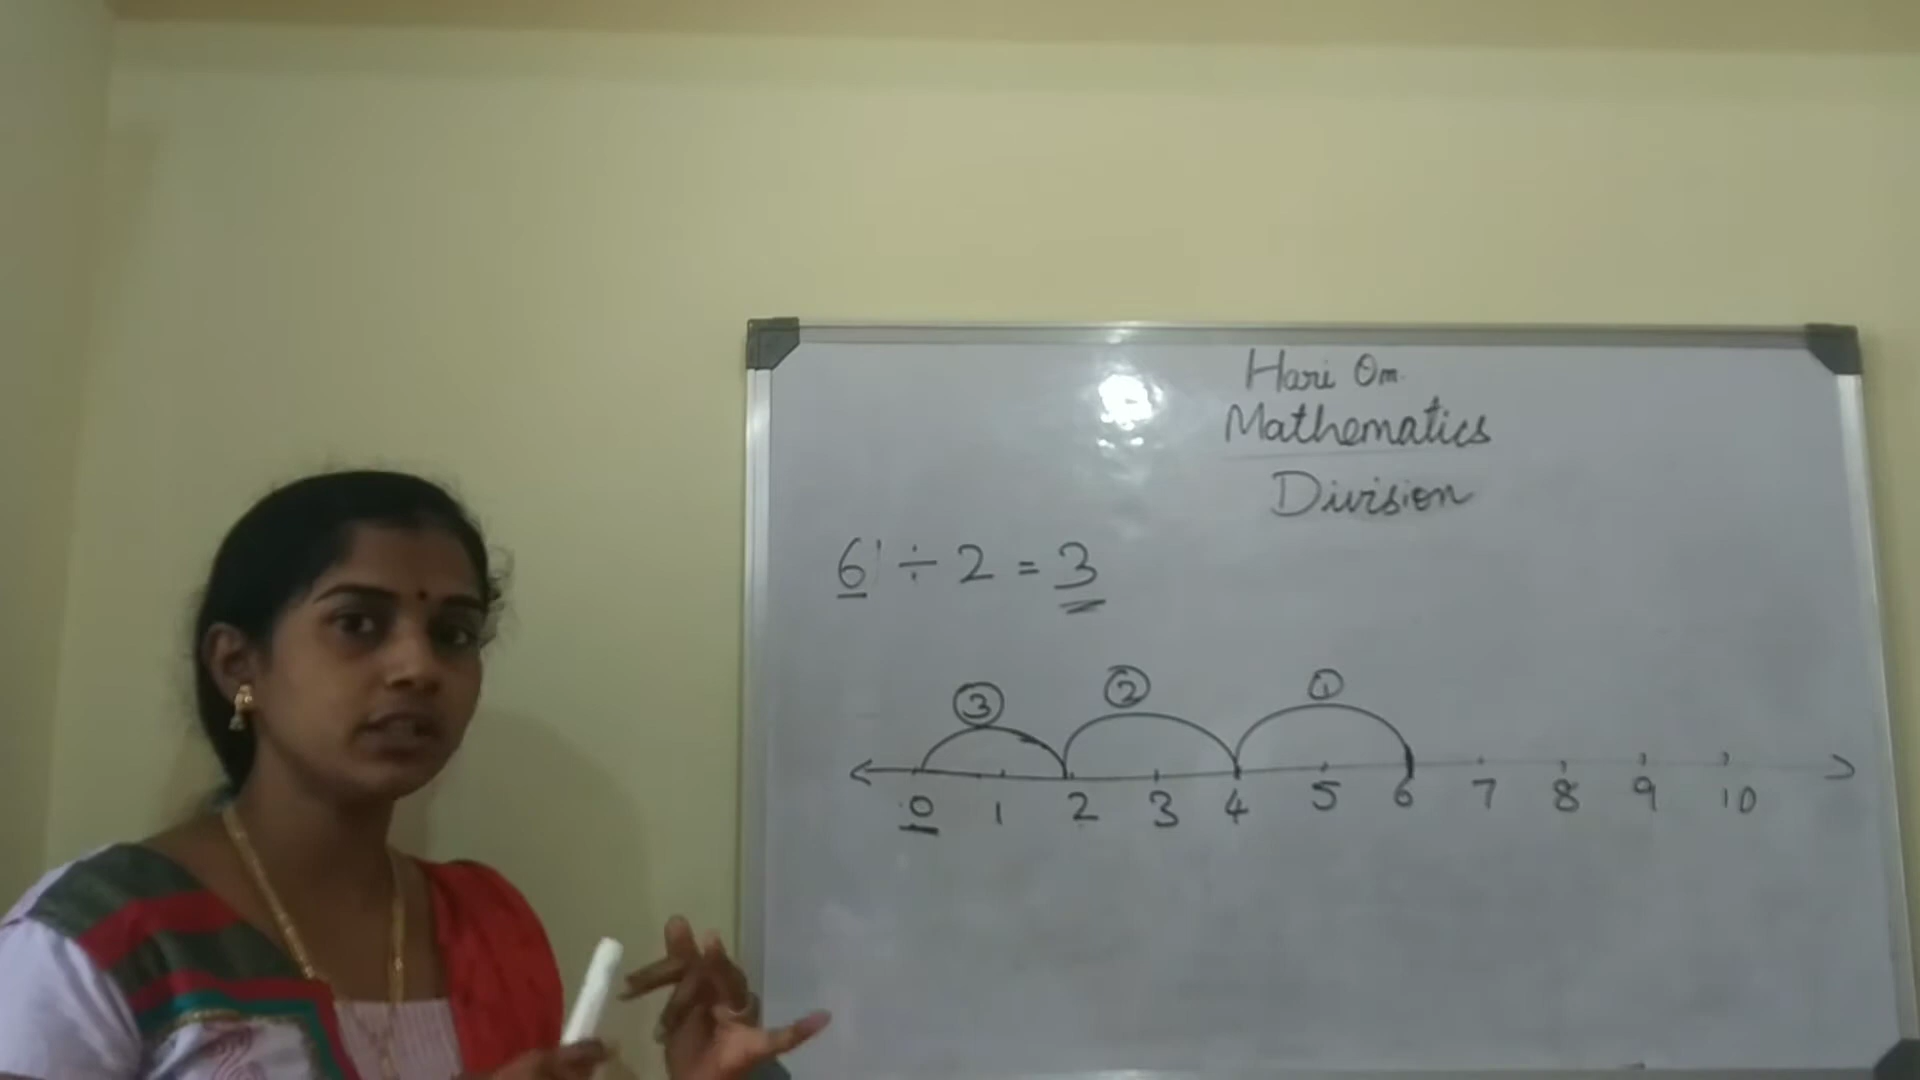 Hari Om
Mathematics
Division
6 ÷ 2 = 3
③ ② ①
0 1 2 3 4 5 6 7 8 9 10